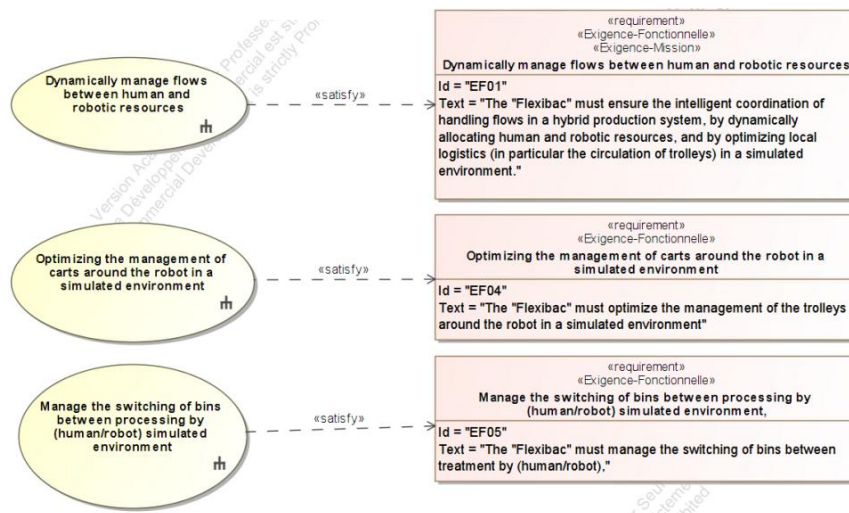 Dynamically manage flows
between human and
robotic resources
«satisfy»
«requirement»
«Exigence-Fonctionnelle»
«Exigence-Mission»
Dynamically manage flows between human and robotic resources
Id = "EF01"
Text = "The "Flexibac" must ensure the intelligent coordination of
handling flows in a hybrid production system, by dynamically
allocating human and robotic resources, and by optimizing local
logistics (in particular the circulation of trolleys) in a simulated
environment."
Optimizing the management of
carts around the robot in a
simulated environment
«satisfy»
«requirement»
«Exigence-Fonctionnelle»
Optimizing the management of carts around the robot in a
simulated environment
Id = "EF04"
Text = "The "Flexibac" must optimize the management of the trolleys
around the robot in a simulated environment"
Manage the switching of bins
between processing by
(human/robot) simulated
environment
«satisfy»
«requirement»
«Exigence-Fonctionnelle»
Manage the switching of bins between processing by
(human/robot) simulated environment,
Id = "EF05"
Text = "The "Flexibac" must manage the switching of bins between
treatment by (human/robot),"